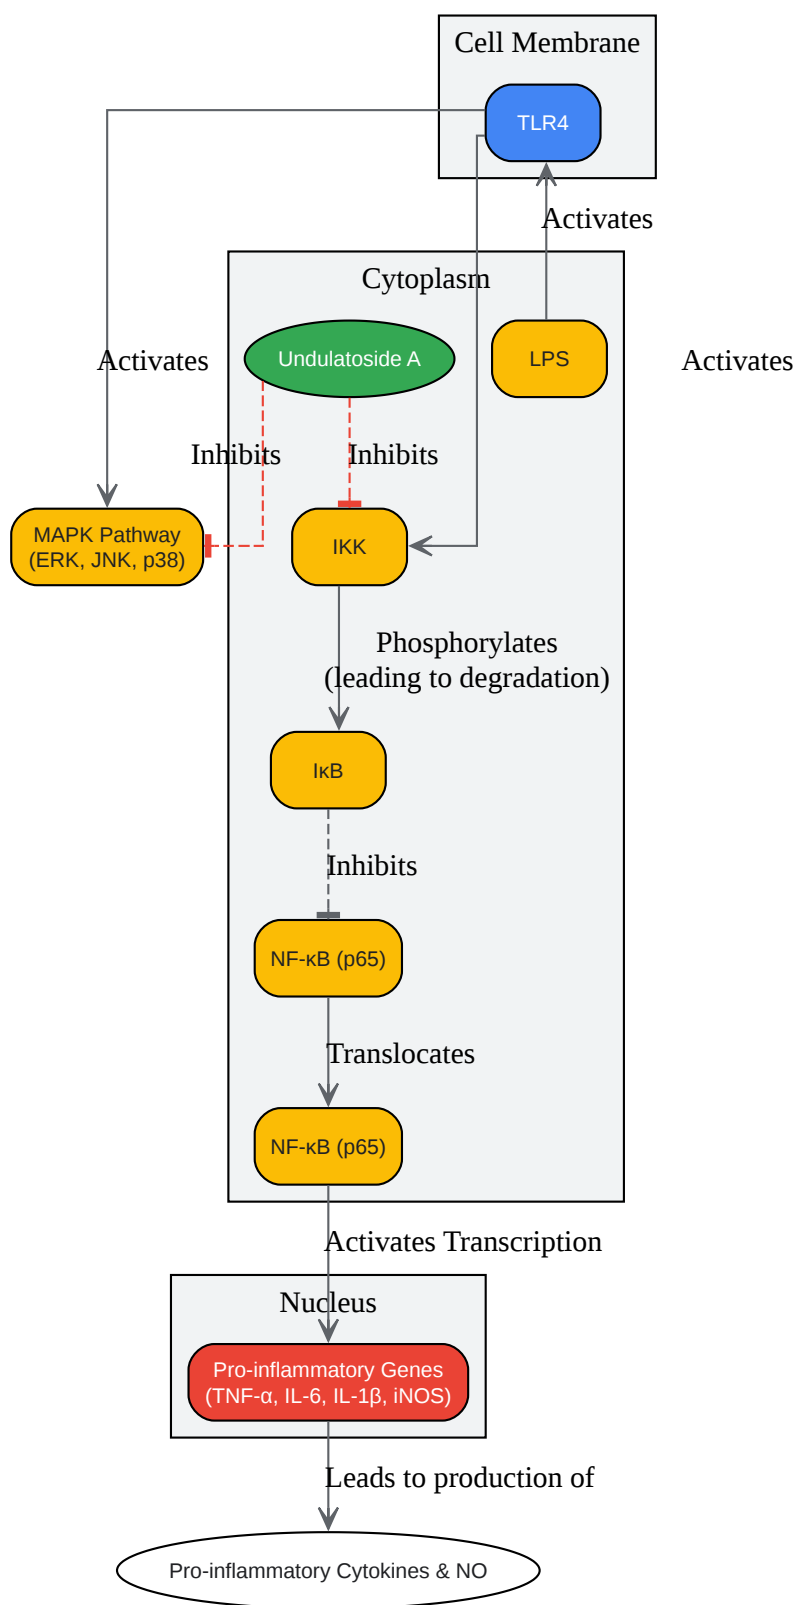 Cell Membrane
TLR4
Activates
Cytoplasm
Undulatoside A
LPS
Activates
Activates
Inhibits
Inhibits
MAPK Pathway
(ERK, JNK, p38)
IKK
Phosphorylates
(leading to degradation)
IκB
Inhibits
NF-κB (p65)
Translocates
NF-κB (p65)
Activates Transcription
Nucleus
Pro-inflammatory Genes
(TNF-α, IL-6, IL-1β, iNOS)
Leads to production of
Pro-inflammatory Cytokines & NO